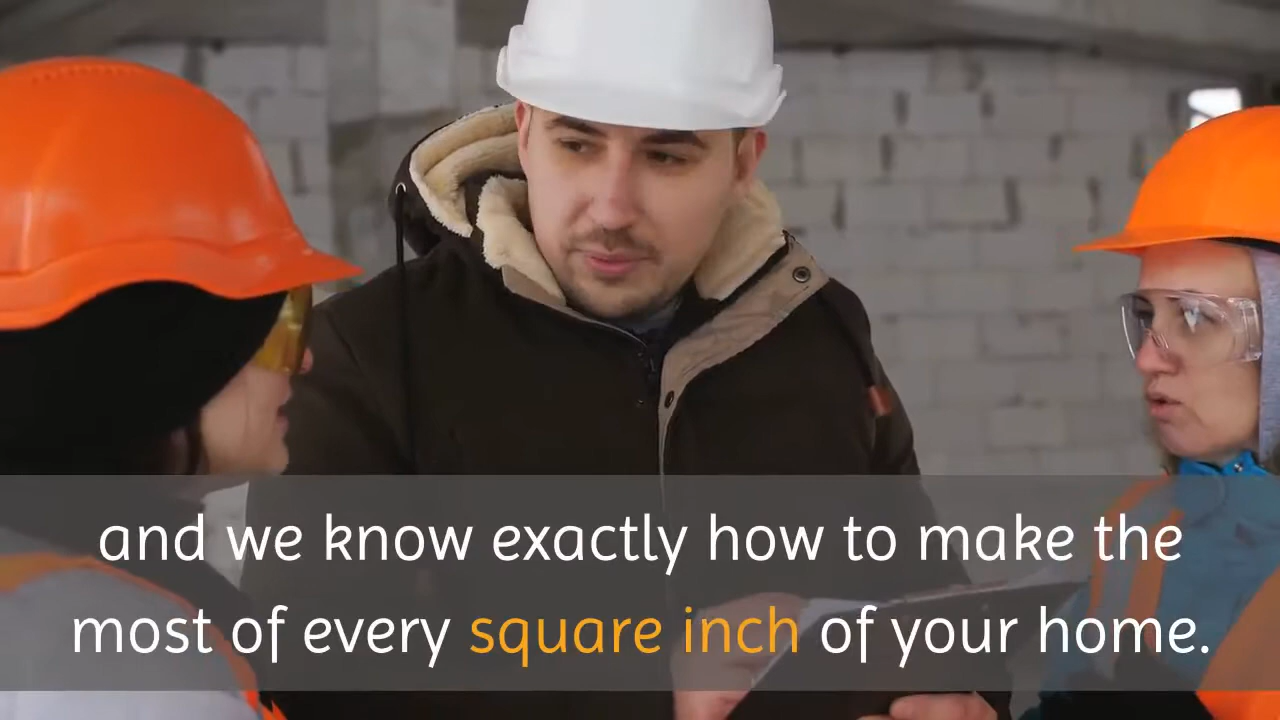 and we know exactly how to make the
most of every square inch of your home.